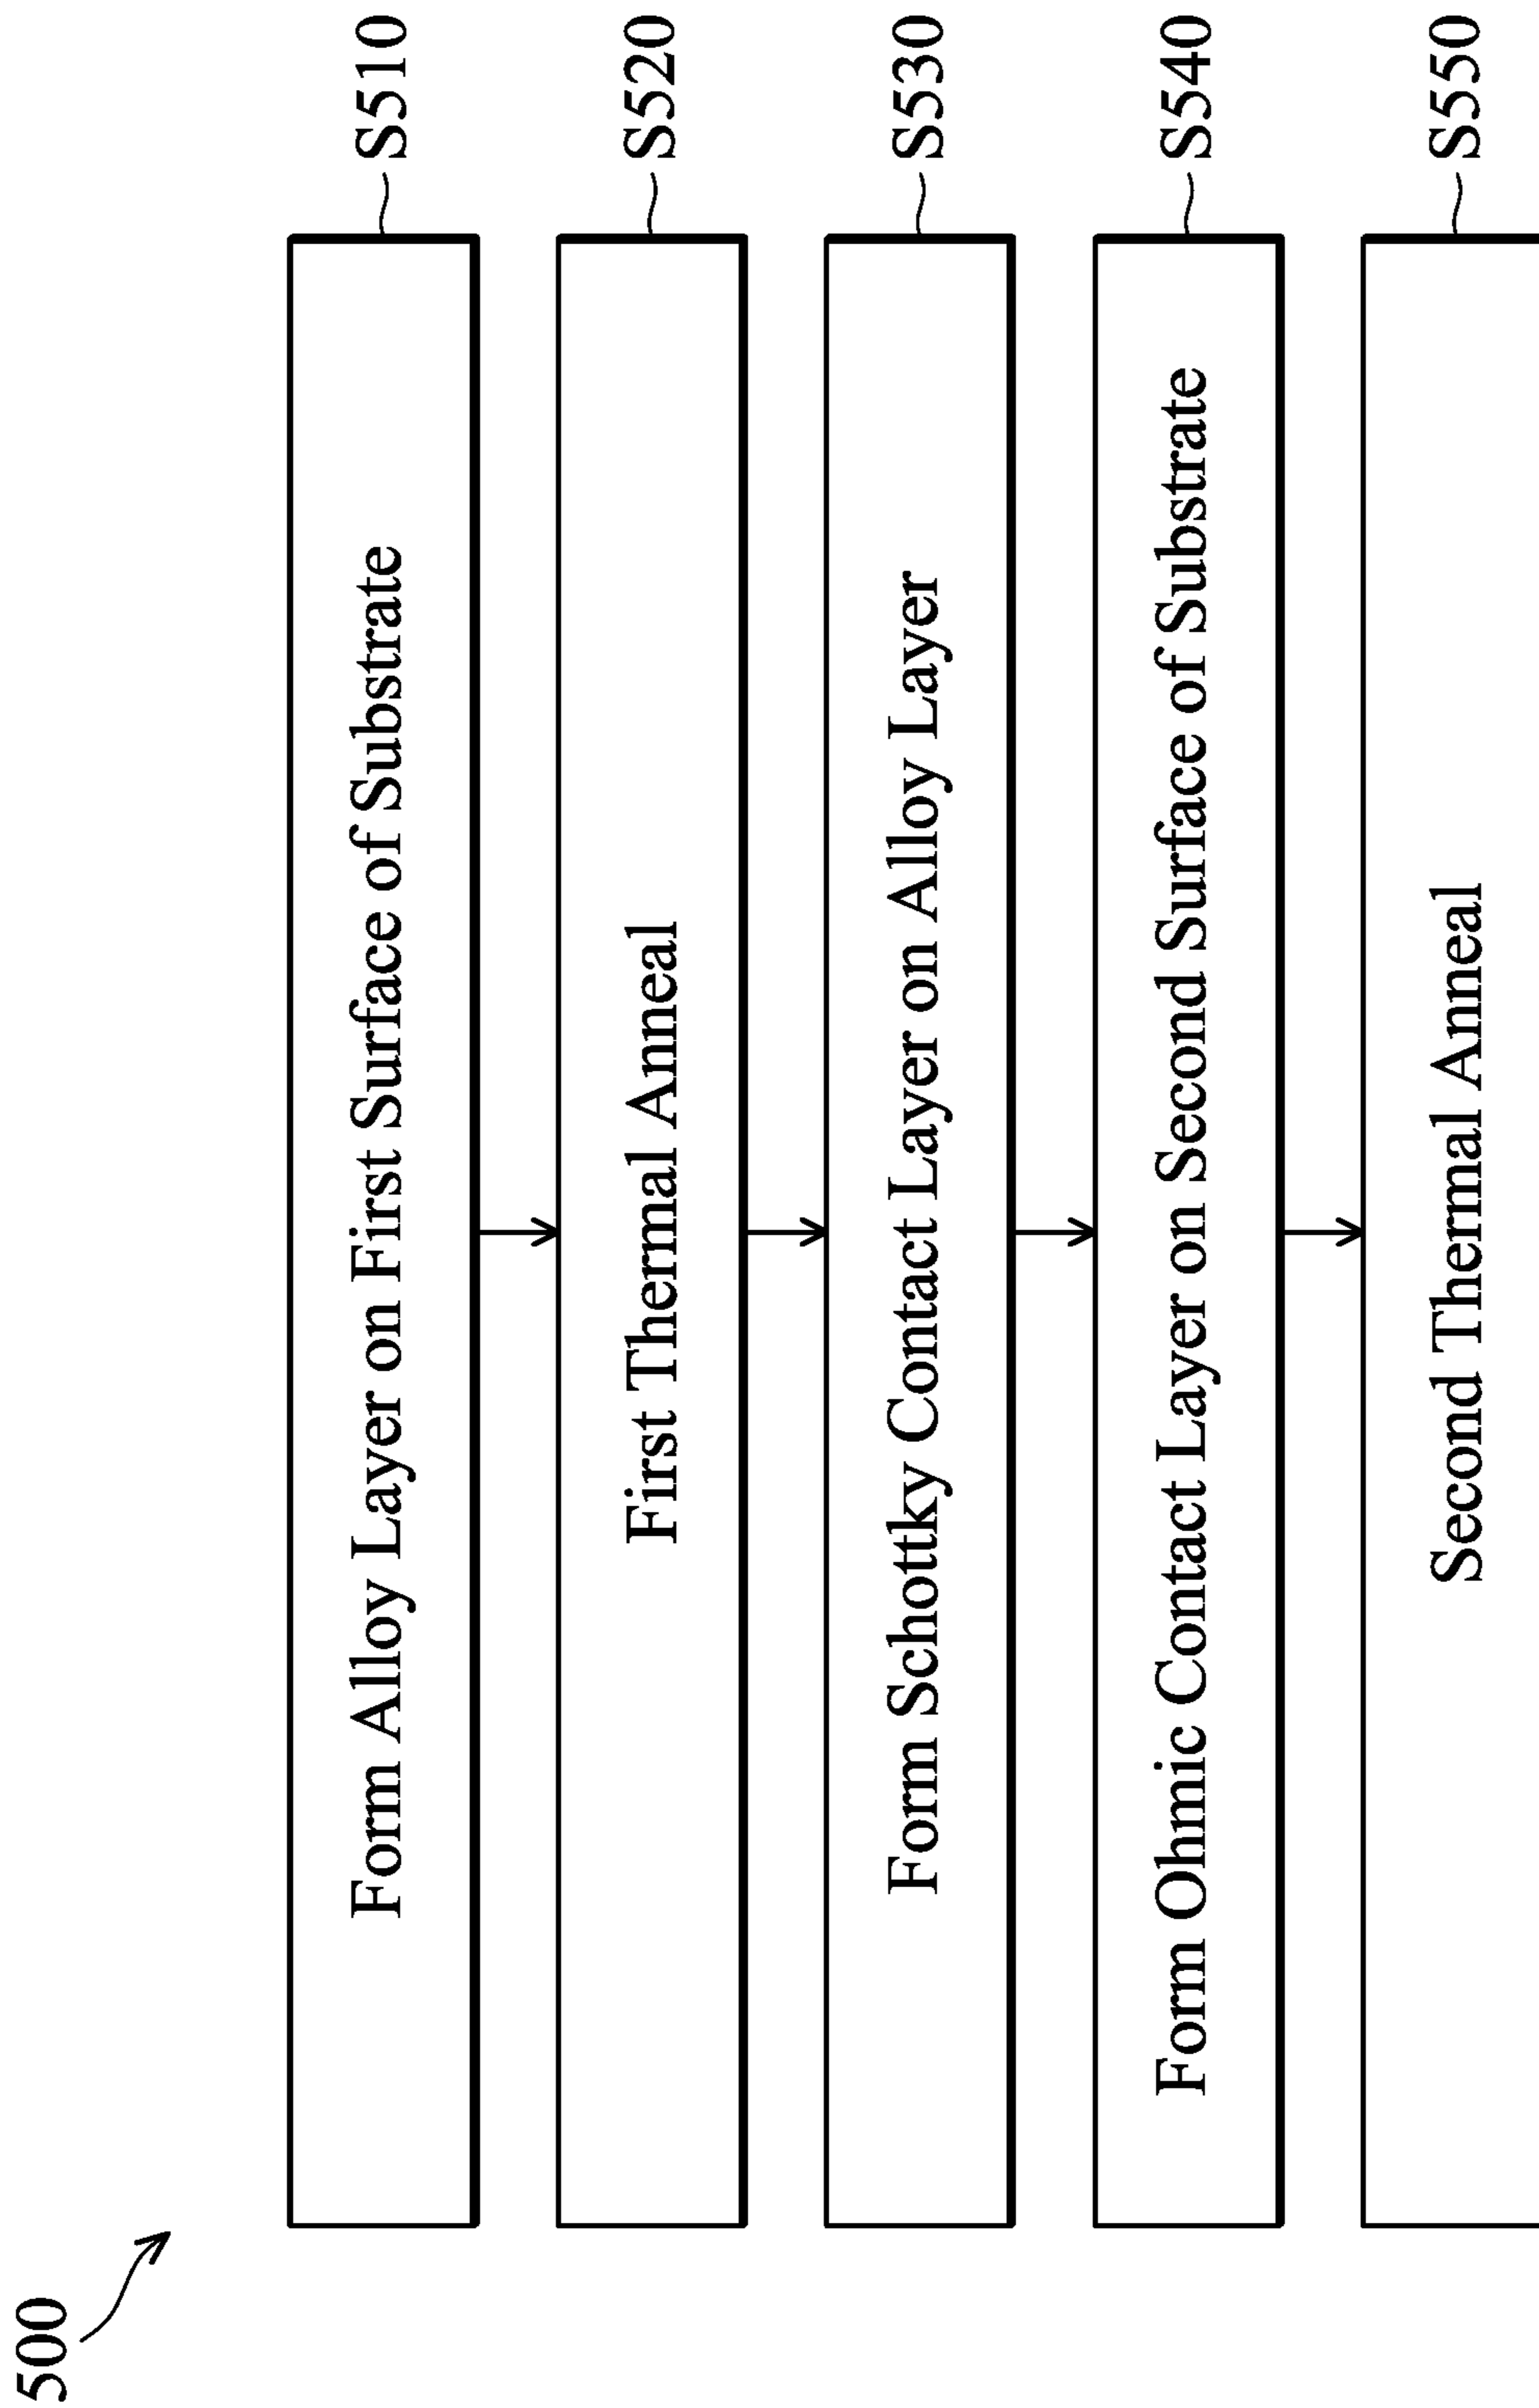 500
Form Alloy Layer on First Surface of Substrate
S510
First Thermal Anneal
S520
Form Schottky Contact Layer on Alloy Layer
S530
Form Ohmic Contact Layer on Second Surface of Substrate
S540
Second Thermal Anneal
S550